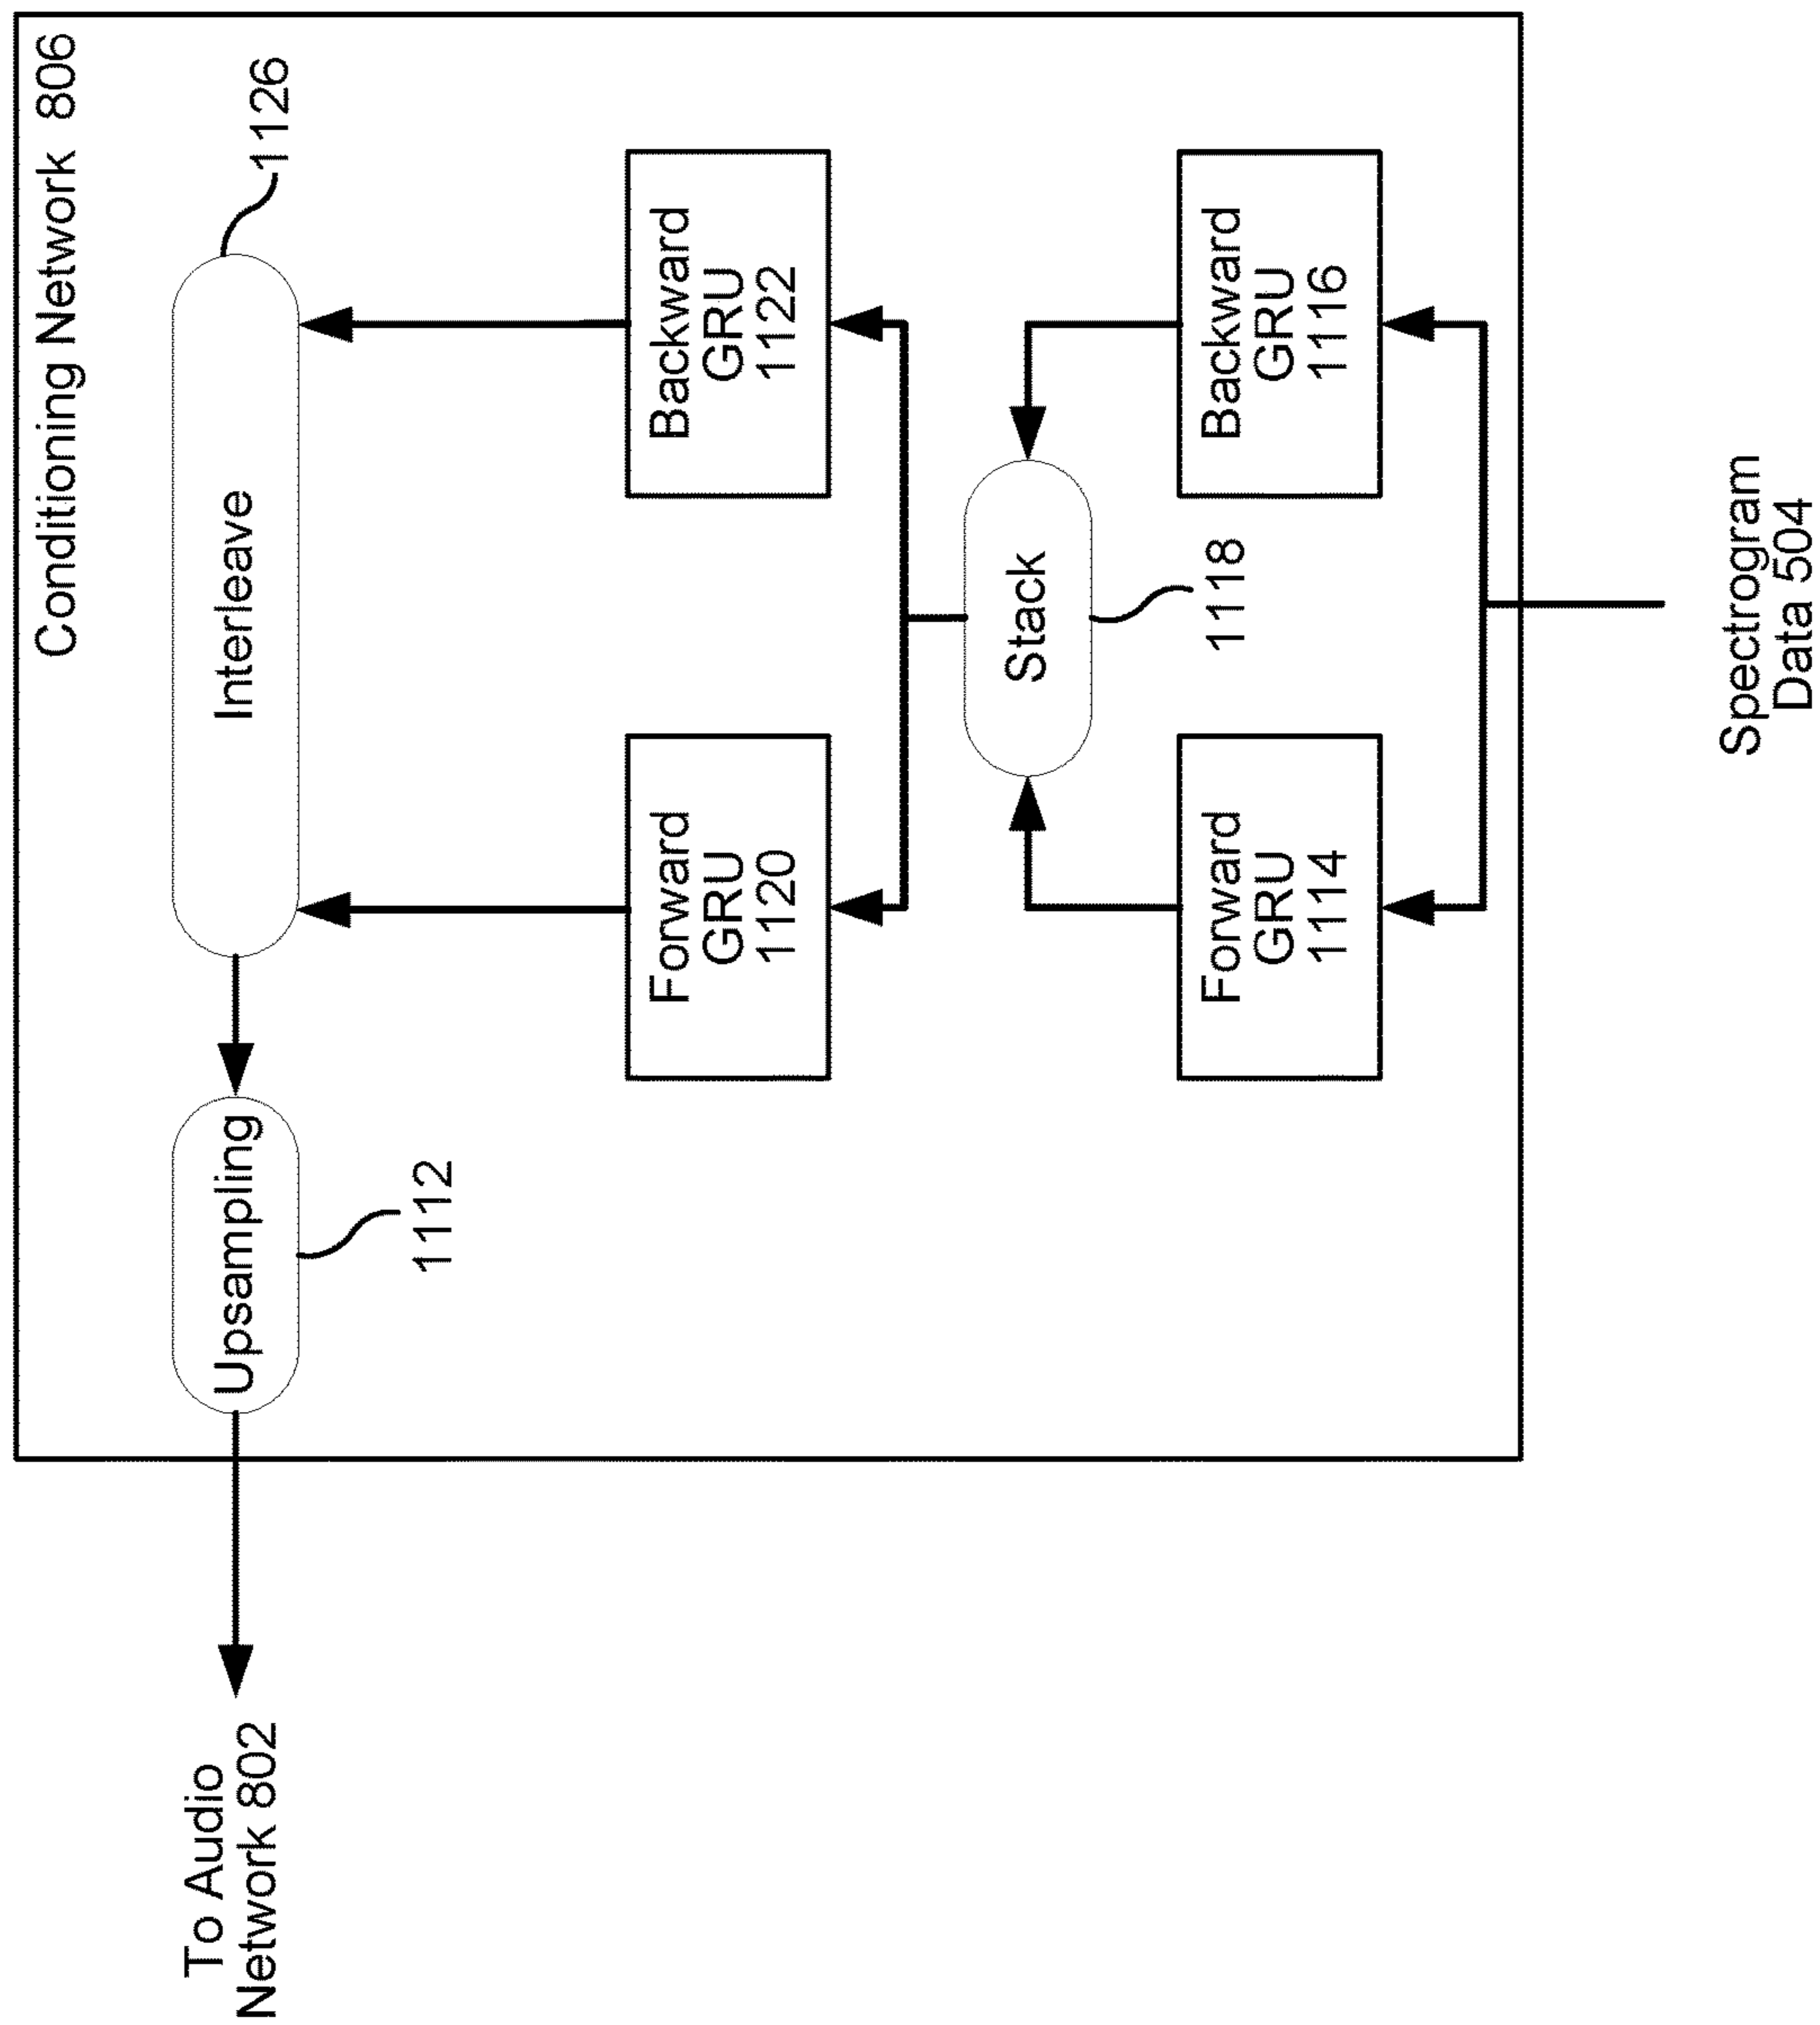 Conditioning Network 806
To Audio
Network 802
Upsampling
1112
Interleave
1126
Forward
GRU
1120
Backward
GRU
1122
Stack
1118
Forward
GRU
1114
Backward
GRU
1116
Spectrogram
Data 504